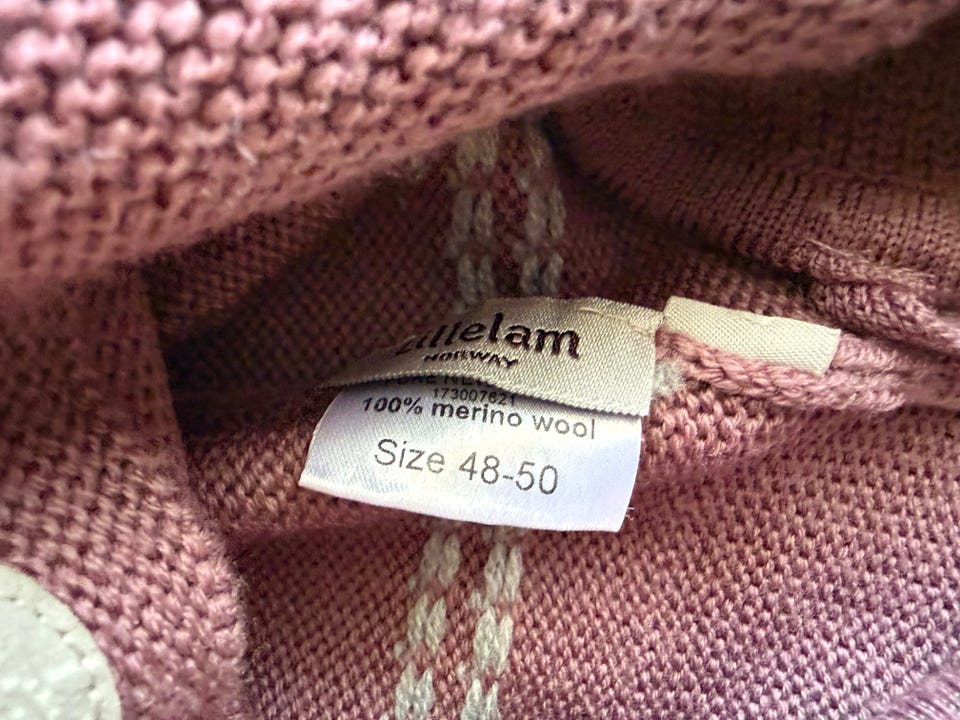 Lillelam
NORWAY
173007621
100% merino wool
Size 48-50